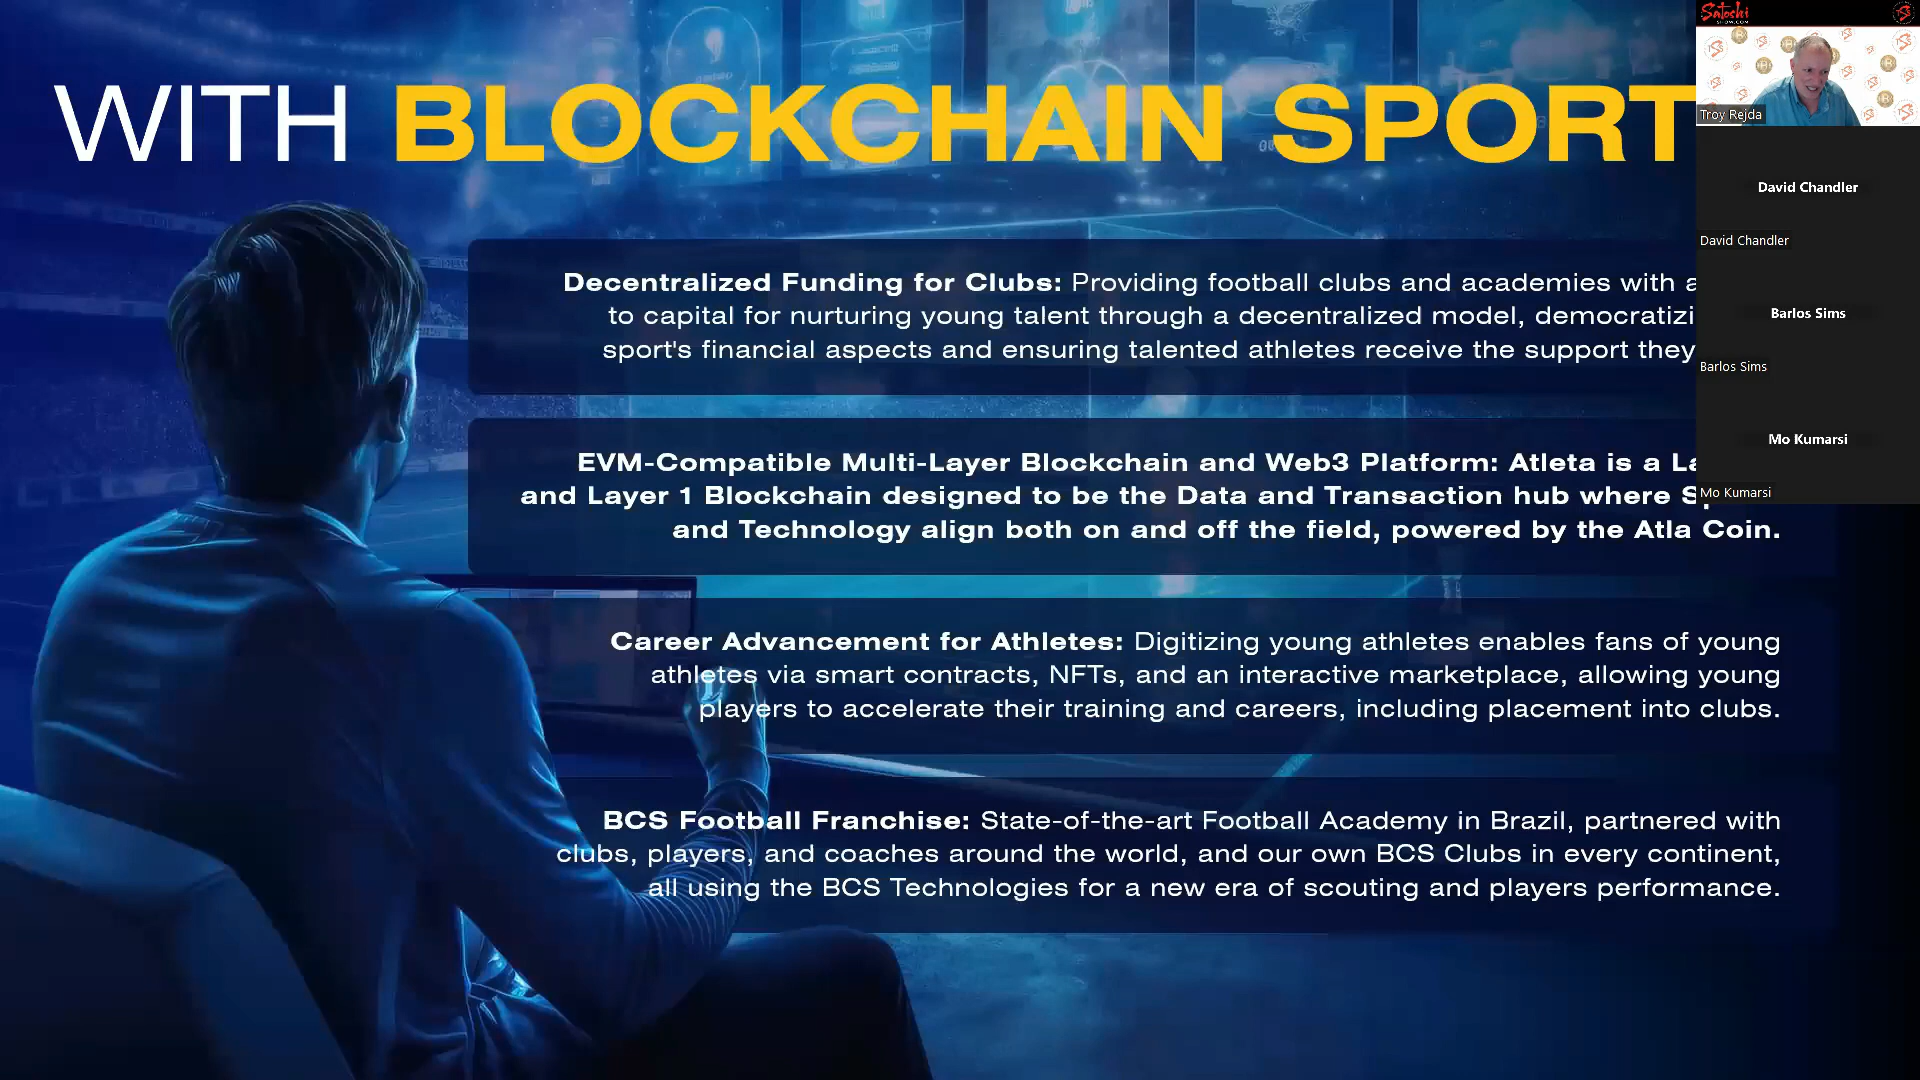 WITH BLOCKCHAIN SPORT
Decentralized Funding for Clubs: Providing football clubs and academies with
to capital for nurturing young talent through a decentralized model,
sport's financial aspects and ensuring talented athletes receive the support they
EVM-Compatible Multi-Layer Blockchain and Web3 Platform: Atleta is a
and Layer 1 Blockchain designed to be the Data and Transaction hub where
and Technology align both on and off the field, powered by the Atla Coin.
Career Advancement for Athletes: Digitizing young athletes enables fans of young
athletes via smart contracts, NFTs, and an interactive marketplace, allowing young
players to accelerate their training and careers, including placement into clubs.
BCS Football Franchise: State-of-the-art Football Academy in Brazil, partnered with
clubs, players, and coaches around the world, and our own BCS Clubs in every continent,
all using the BCS Technologies for a new era of scouting and players performance.
Satoshi
SHOW.COM
Troy Rejda
David Chandler
David Chandler
Barlos Sims
Barlos Sims
Mo Kumarsi
Mo Kumarsi